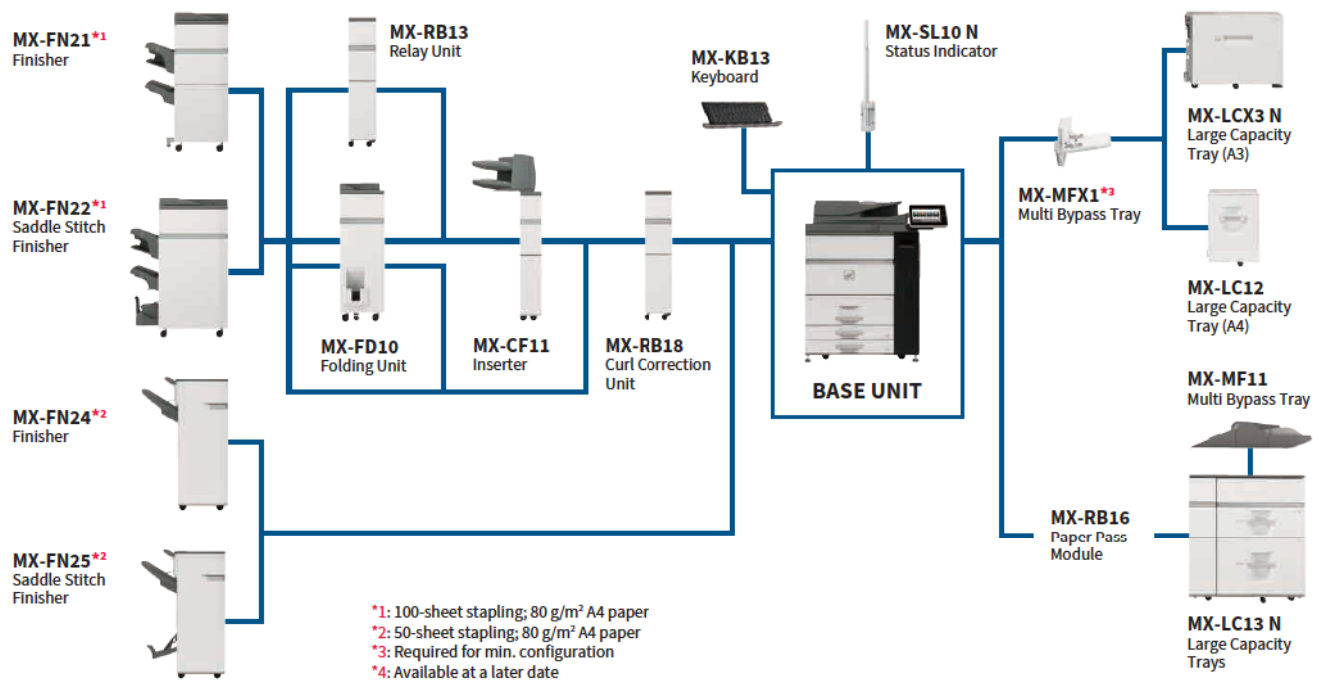 MX-FN21*1
Finisher
MX-RB13
Relay Unit
MX-KB13
Keyboard
MX-SL10 N
Status Indicator
MX-LCX3 N
Large Capacity
Tray (A3)
MX-MFX1*3
Multi Bypass Tray
MX-FN22*1
Saddle Stitch
Finisher
MX-LC12
Large Capacity
Tray (A4)
MX-FD10
Folding Unit
MX-CF11
Inserter
MX-RB18
Curl Correction
Unit
BASE UNIT
MX-MF11
Multi Bypass Tray
MX-FN24*2
Finisher
MX-RB16
Paper Pass
Module
MX-FN25*2
Saddle Stitch
Finisher
MX-LC13 N
Large Capacity
Trays
*1: 100-sheet stapling; 80 g/m² A4 paper
*2: 50-sheet stapling; 80 g/m² A4 paper
*3: Required for min. configuration
*4: Available at a later date